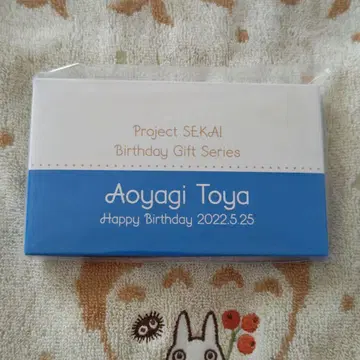 Project SEKAI
Birthday Gift Series
Aoyagi Toya
Happy Birthday 2022.5.25